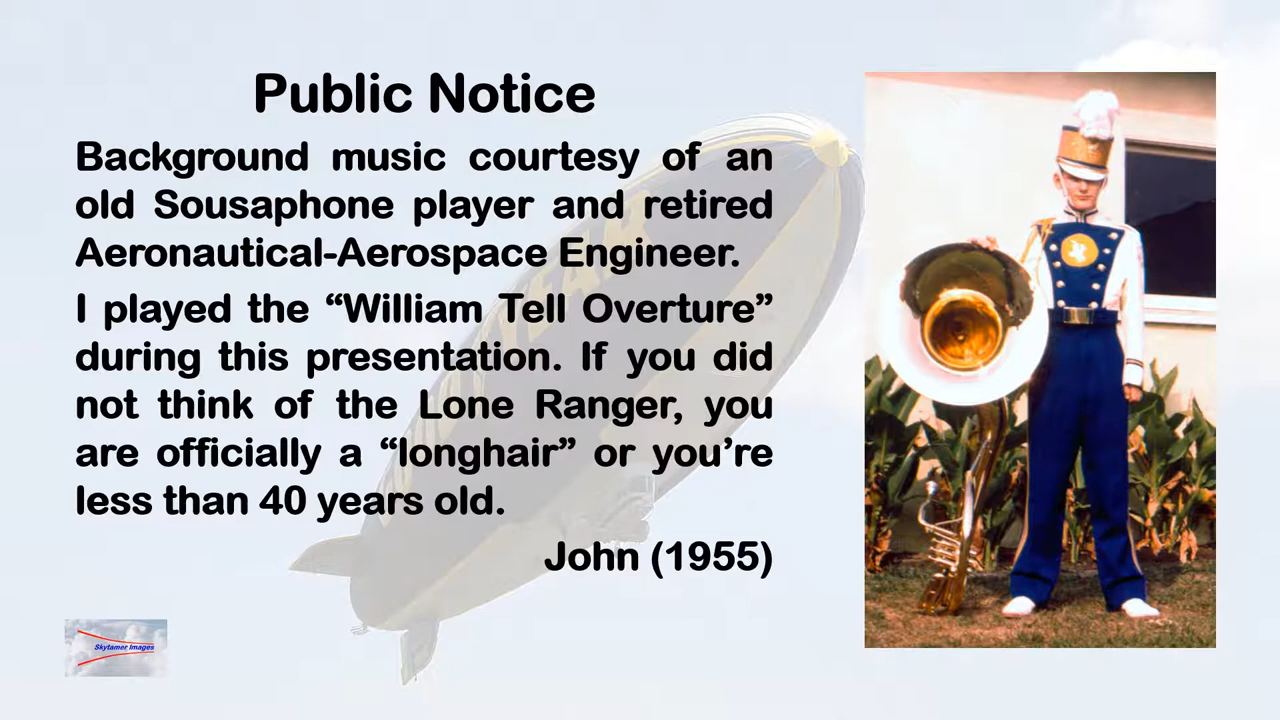 Public Notice
Background music courtesy of an
old Sousaphone player and retired
Aeronautical-Aerospace Engineer.
I played the “William Tell Overture”
during this presentation. If you did
not think of the Lone Ranger, you
are officially a “longhair” or you’re
less than 40 years old.
John (1955)
Skytamer Images